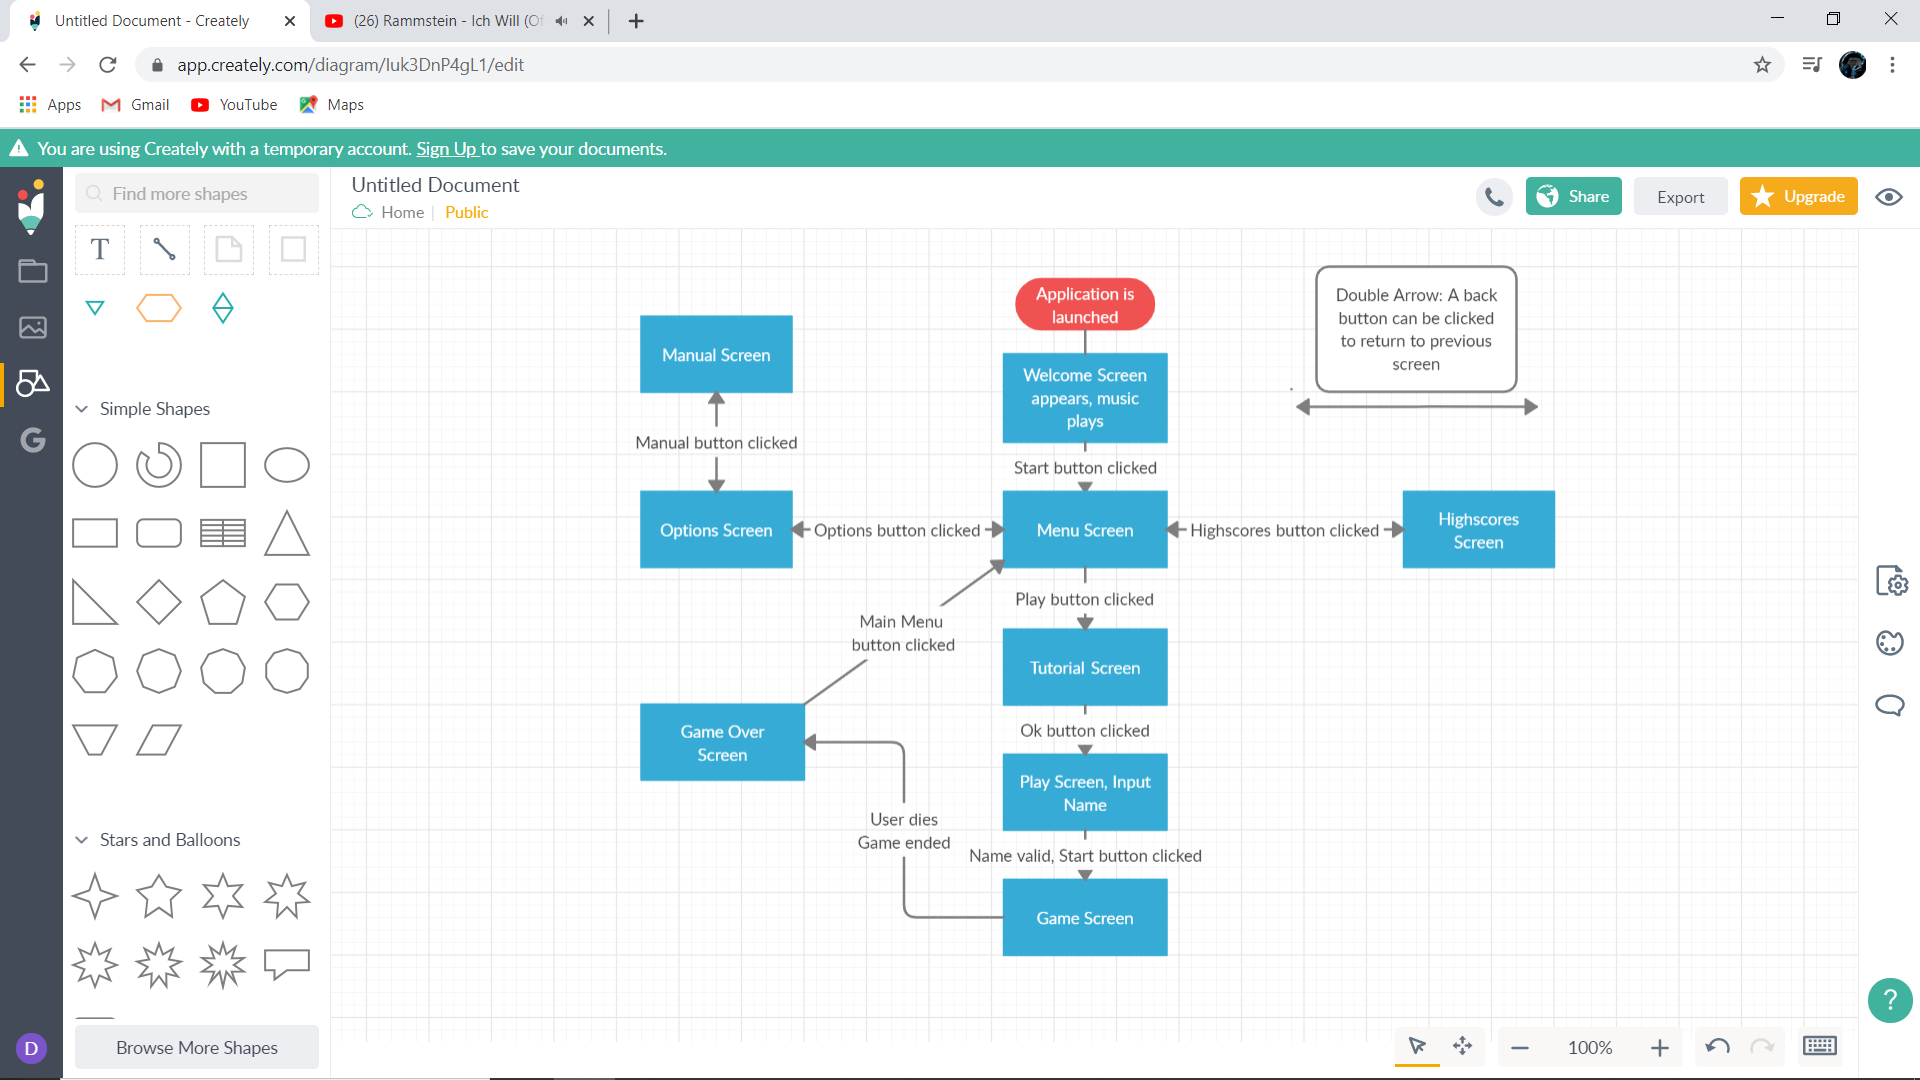 Untitled Document - Creately
(26) Rammstein - Ich Will (Of
app.creately.com/diagram/Iuk3DnP4gL1/edit
Apps
Gmail
YouTube
Maps
You are using Creately with a temporary account. Sign Up to save your documents.
Find more shapes
T
Simple Shapes
Stars and Balloons
Browse More Shapes
G
D
Untitled Document
Home
Public
Share
Export
Upgrade
Application is
launched
Double Arrow: A back
button can be clicked
to return to previous
screen
Manual Screen
Welcome Screen
appears, music
plays
Manual button clicked
Start button clicked
Options Screen
Options button clicked
Menu Screen
Highscores button clicked
Highscores
Screen
Play button clicked
Main Menu
button clicked
Tutorial Screen
Ok button clicked
Game Over
Screen
Play Screen, Input
Name
User dies
Game ended
Name valid, Start button clicked
Game Screen
?
100%